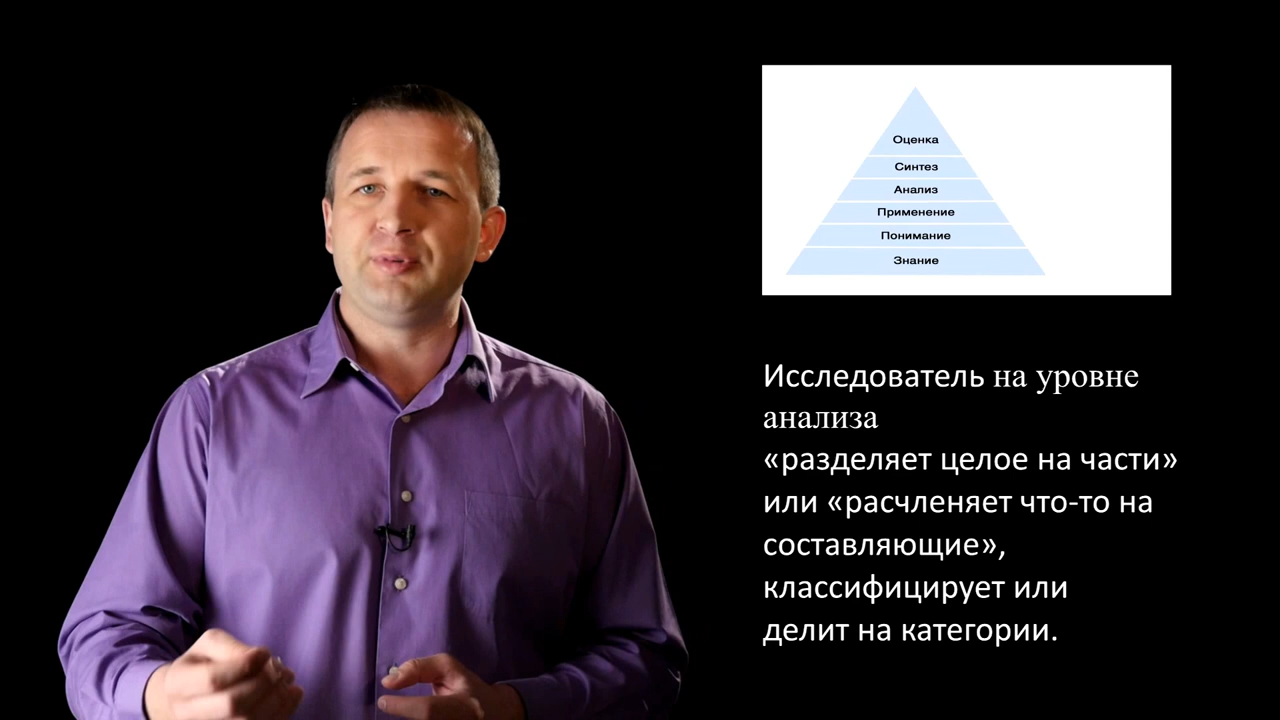 Оценка
Синтез
Анализ
Применение
Понимание
Знание
Исследователь на уровне
анализа
«разделяет целое на части»
или «расчленяет что-то на
составляющие»,
классифицирует или
делит на категории.